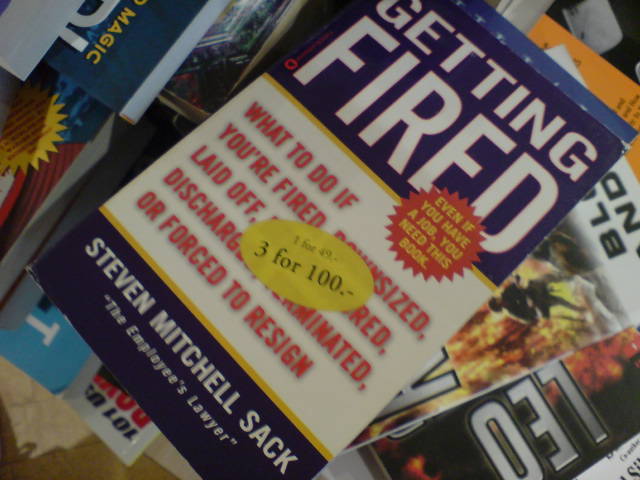 GETTING
FIRED
WHAT TO DO IF
YOU'RE FIRED, DOWNSIZED,
LAID OFF, RED,
DISCHARGED, TERMINATED,
OR FORCED TO RESIGN
EVEN IF
YOU HAVE
A JOB, YOU
NEED THIS
BOOK.
1 for 49.-
3 for 100.-
STEVEN MITCHELL SACK
"The Employee's Lawyer"
MAGIC
LEO